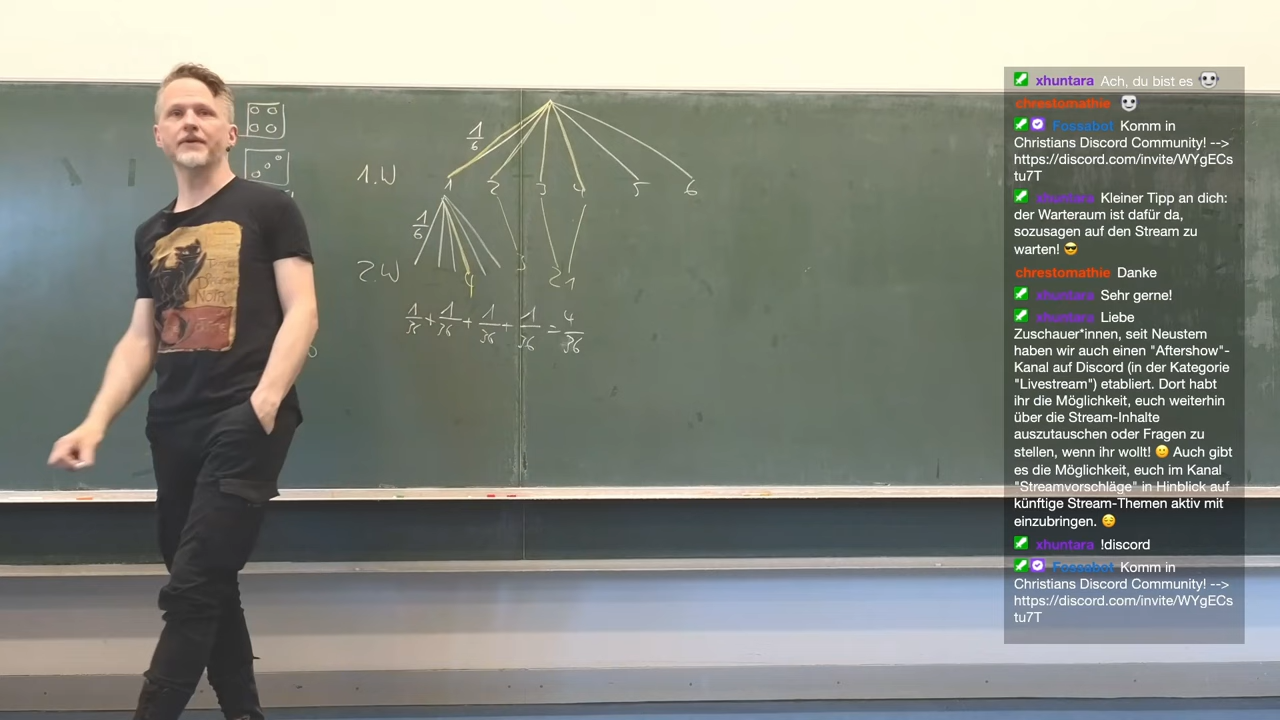 1/6
1.W
1 2 3 4 5 6
1/6
2.W
4 3 2 1
1/36 + 1/36 + 1/36 + 1/36 = 4/36
NOIR
xhuntara Ach, du bist es
chrestomathie
Fossabot Komm in
Christians Discord Community! -->
https://discord.com/invite/WYgECs
tu7T
xhuntara Kleiner Tipp an dich:
der Warteraum ist dafür da,
sozusagen auf den Stream zu
warten! 😎
chrestomathie Danke
xhuntara Sehr gerne!
xhuntara Liebe
Zuschauer*innen, seit Neustem
haben wir auch einen "Aftershow"-
Kanal auf Discord (in der Kategorie
"Livestream") etabliert. Dort habt
ihr die Möglichkeit, euch weiterhin
über die Stream-Inhalte
auszutauschen oder Fragen zu
stellen, wenn ihr wollt! 🙂 Auch gibt
es die Möglichkeit, euch im Kanal
"Streamvorschläge" in Hinblick auf
künftige Stream-Themen aktiv mit
einzubringen. 😌
xhuntara !discord
Fossabot Komm in
Christians Discord Community! -->
https://discord.com/invite/WYgECs
tu7T